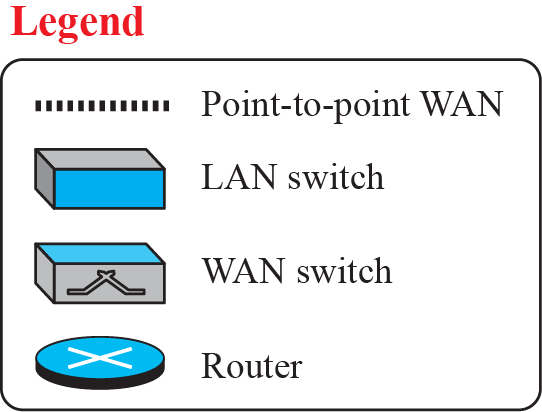 Legend
Point-to-point WAN
LAN switch
WAN switch
Router